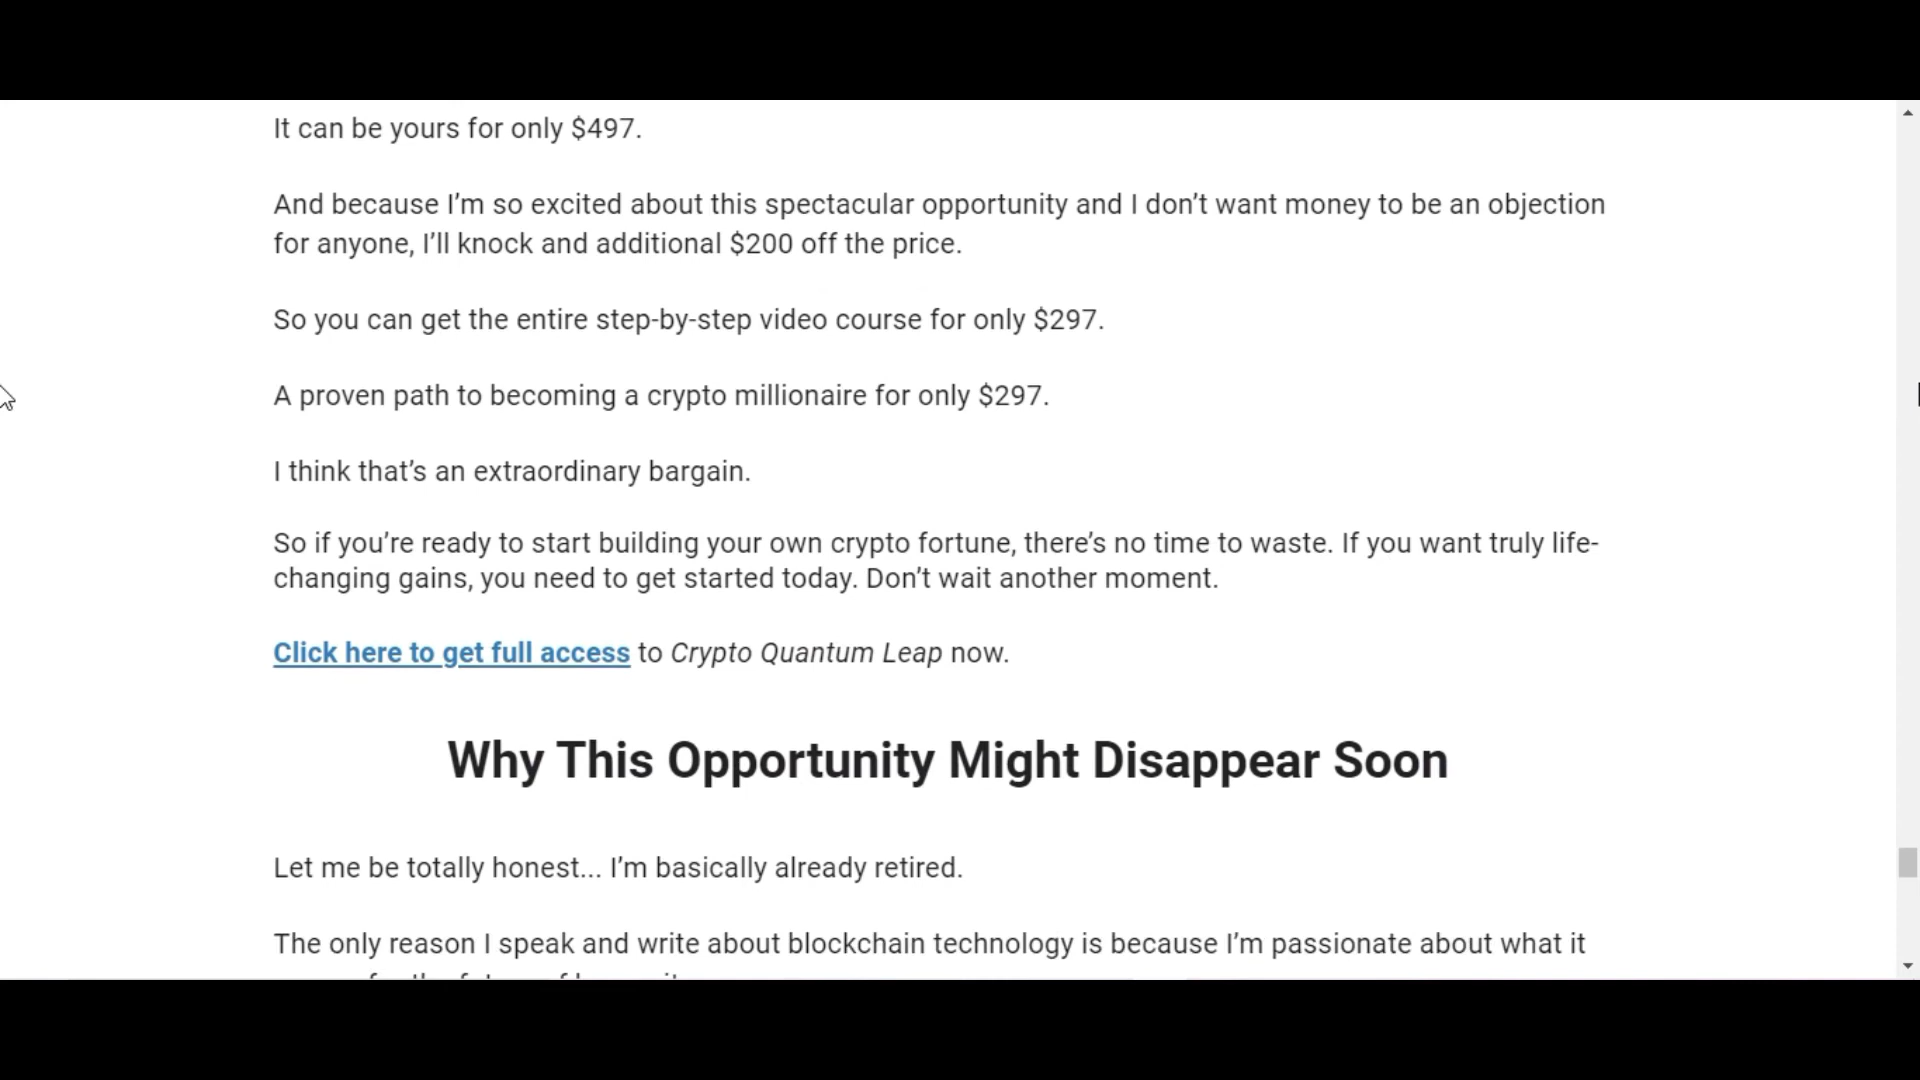 It can be yours for only $497.
And because I’m so excited about this spectacular opportunity and I don’t want money to be an objection
for anyone, I’ll knock and additional $200 off the price.
So you can get the entire step-by-step video course for only $297.
A proven path to becoming a crypto millionaire for only $297.
I think that’s an extraordinary bargain.
So if you’re ready to start building your own crypto fortune, there’s no time to waste. If you want truly life-
changing gains, you need to get started today. Don’t wait another moment.
Click here to get full access to Crypto Quantum Leap now.
Why This Opportunity Might Disappear Soon
Let me be totally honest... I’m basically already retired.
The only reason I speak and write about blockchain technology is because I’m passionate about what it